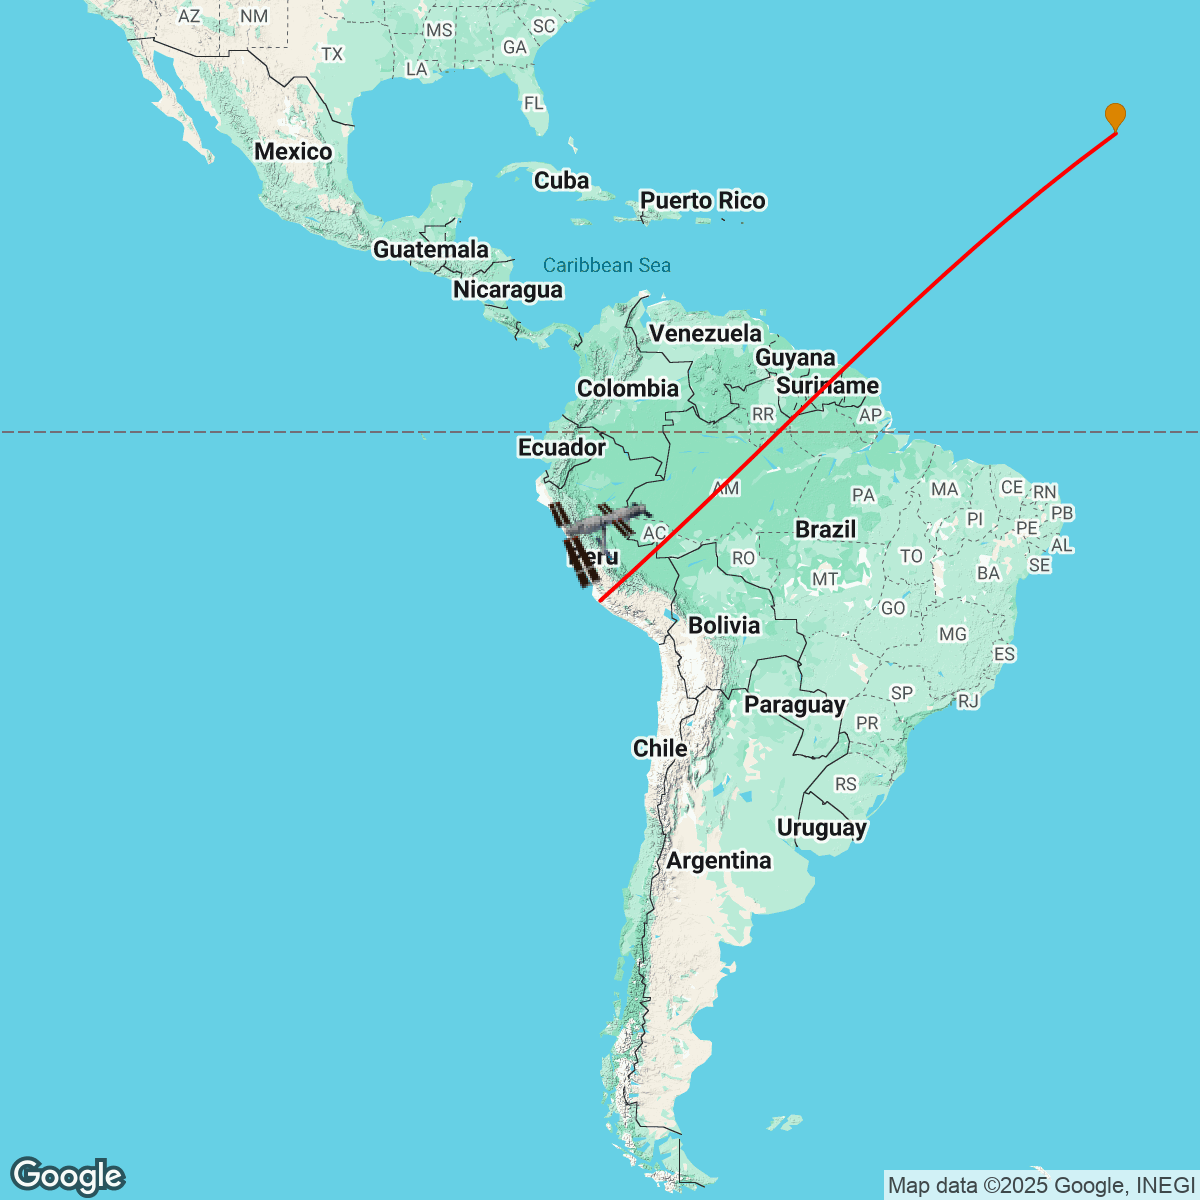 AZ
NM
MS
SC
GA
TX
LA
FL
Mexico
Cuba
Puerto Rico
Guatemala
Caribbean Sea
Nicaragua
Venezuela
Guyana
Colombia
Suriname
RR
AP
Ecuador
AM
PA
MA
CE
RN
PB
PI
PE
AC
Brazil
AL
Peru
RO
TO
SE
MT
BA
GO
Bolivia
MG
ES
SP
RJ
Paraguay
PR
Chile
RS
Uruguay
Argentina
Google
Map data ©2025 Google, INEGI